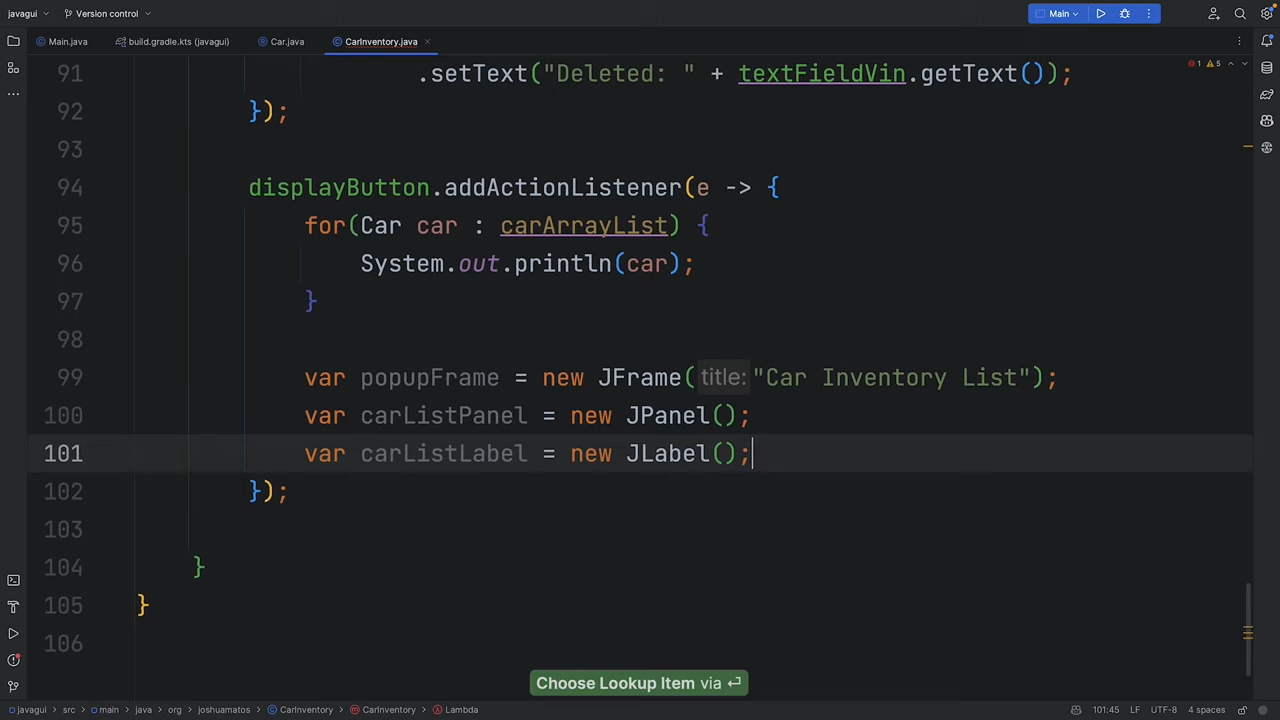 javagui
Version control
Main
Main.java
build.gradle.kts (javagui)
Car.java
CarInventory.java
1
5
91 .setText("Deleted: " + textFieldVin.getText());
92 });
93
94 displayButton.addActionListener(e -> {
95 for(Car car : carArrayList) {
96 System.out.println(car);
97 }
98
99 var popupFrame = new JFrame( title: "Car Inventory List");
100 var carListPanel = new JPanel();
101 var carListLabel = new JLabel();
102 });
103
104 }
105 }
106
Choose Lookup Item via ⏎
javagui > src > main > java > org > joshuamatos > CarInventory > CarInventory > Lambda
101:45 LF UTF-8 4 spaces